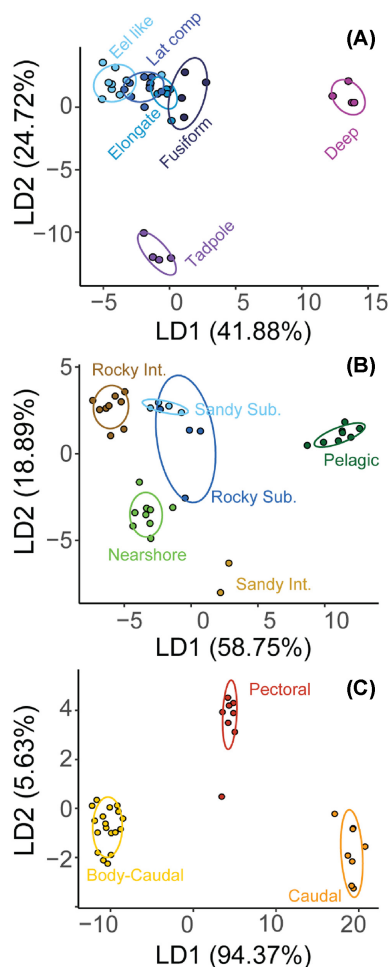 (A)
Eel like
Lat comp
Elongate
Fusiform
Deep
Tadpole
LD2 (24.72%)
0
−5
−10
−5
0
5
10
15
LD1 (41.88%)
(B)
Rocky Int.
Sandy Sub.
Pelagic
Rocky Sub.
Nearshore
Sandy Int.
LD2 (18.89%)
5
0
−5
−5
0
5
10
LD1 (58.75%)
(C)
Pectoral
Body-Caudal
Caudal
LD2 (5.63%)
4
2
0
−2
−10
0
10
20
LD1 (94.37%)